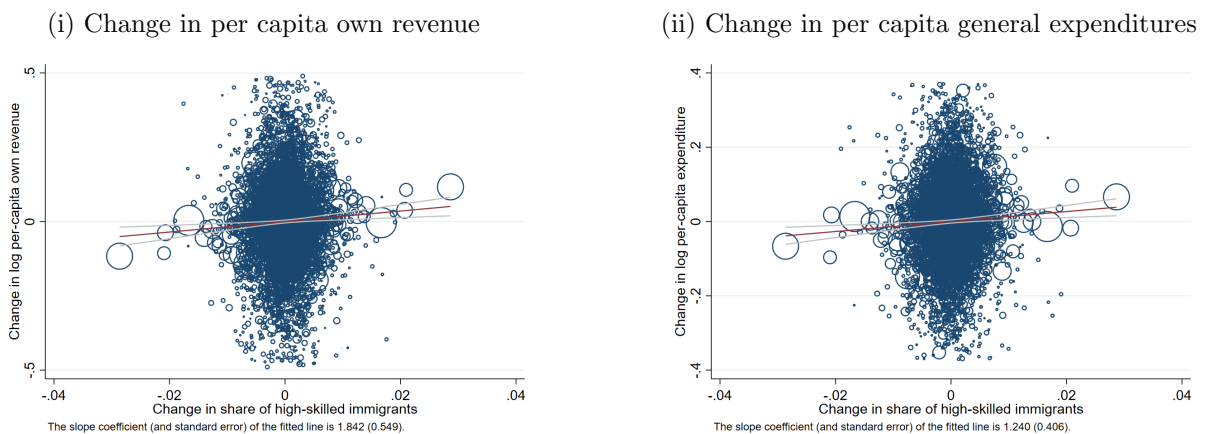 (i) Change in per capita own revenue
.5
0
-.5
Change in log per-capita own revenue
-.04
-.02
0
.02
.04
Change in share of high-skilled immigrants
The slope coefficient (and standard error) of the fitted line is 1.842 (0.549).
(ii) Change in per capita general expenditures
.4
.2
0
-.2
-.4
Change in log per-capita expenditure
-.04
-.02
0
.02
.04
Change in share of high-skilled immigrants
The slope coefficient (and standard error) of the fitted line is 1.240 (0.406).